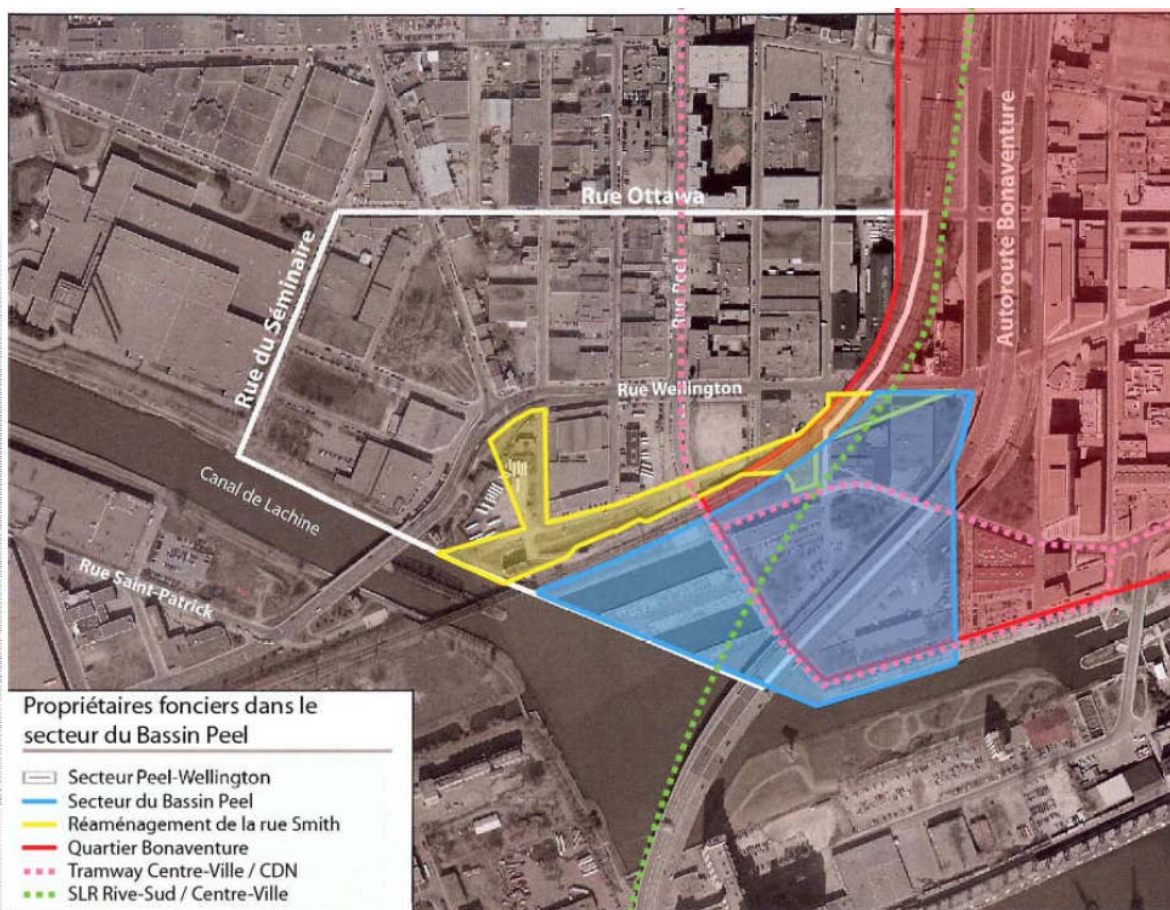 Rue Ottawa
Autoroute Bonaventure
Rue du Séminaire
Rue Peel
Rue Wellington
Canal de Lachine
Rue Saint-Patrick
Propriétaires fonciers dans le
secteur du Bassin Peel
Secteur Peel-Wellington
Secteur du Bassin Peel
Réaménagement de la rue Smith
Quartier Bonaventure
Tramway Centre-Ville / CDN
SLR Rive-Sud / Centre-Ville